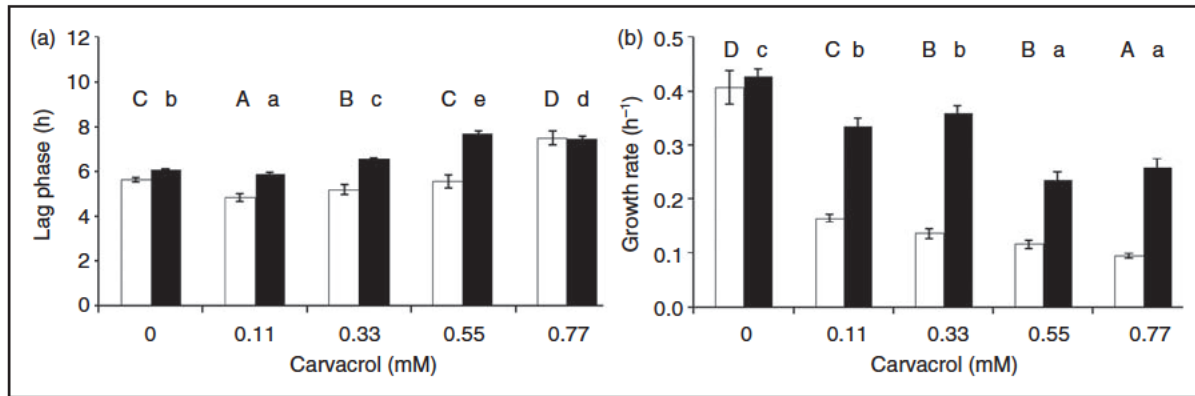 (a)
12
10
8
6
4
2
0
Lag phase (h)
C b A a B c C e D d
0 0.11 0.33 0.55 0.77
Carvacrol (mM)
(b)
0.5
0.4
0.3
0.2
0.1
0.0
Growth rate (h⁻¹)
D c C b B b B a A a
0 0.11 0.33 0.55 0.77
Carvacrol (mM)